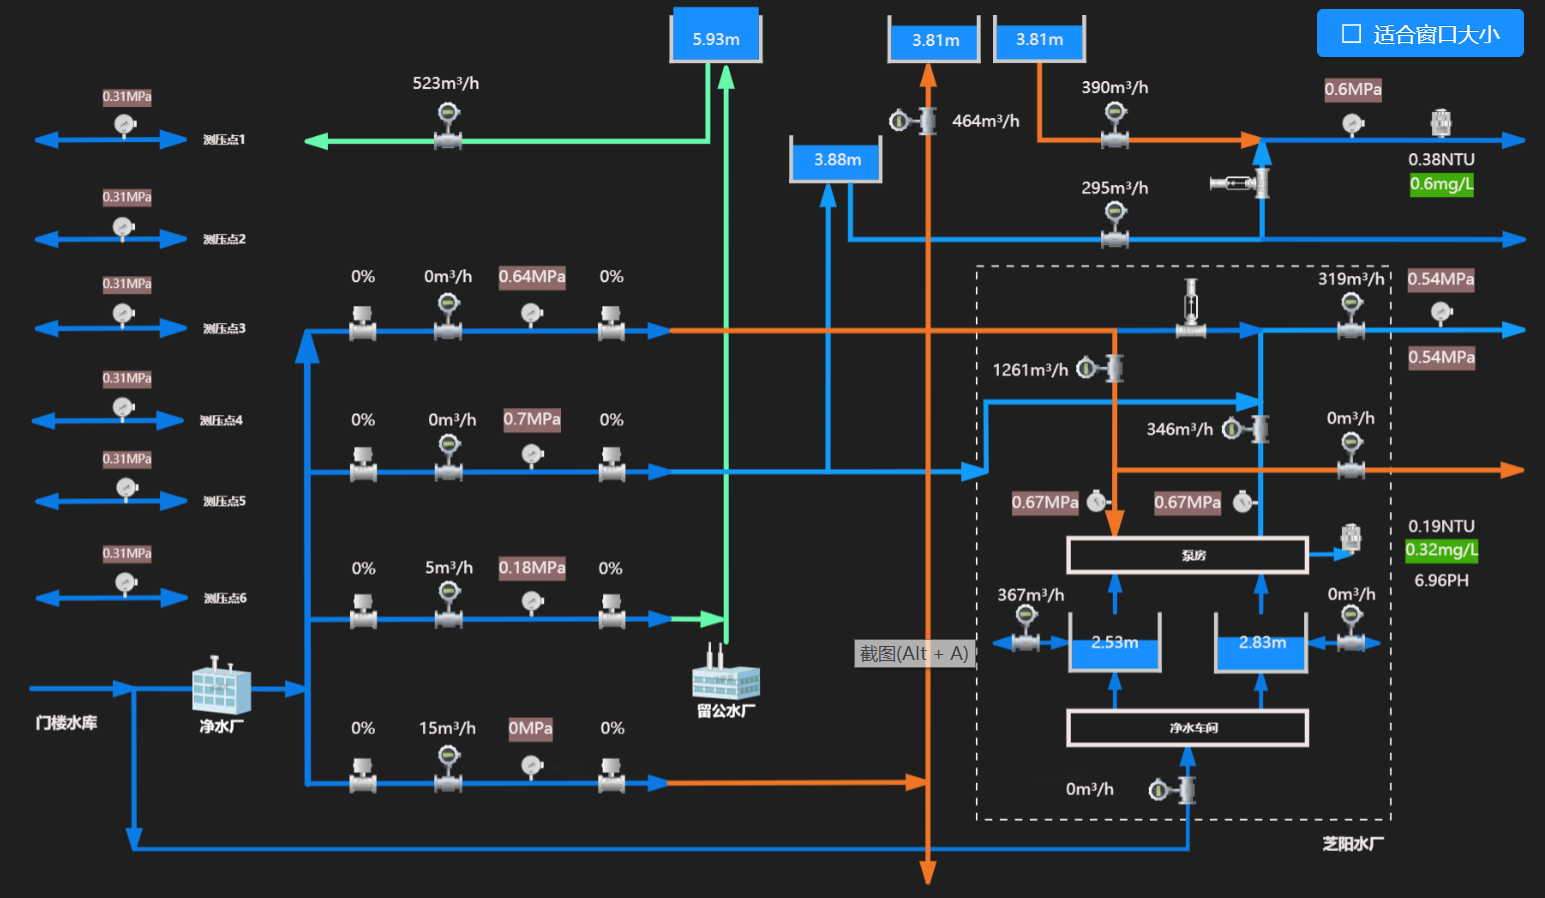 5.93m
3.81m
3.81m
适合窗口大小
523m³/h
390m³/h
0.6MPa
0.31MPa
464m³/h
测压点1
3.88m
0.38NTU
0.6mg/L
295m³/h
0.31MPa
测压点2
0%
0m³/h
0.64MPa
0%
319m³/h
0.54MPa
0.31MPa
测压点3
0.54MPa
1261m³/h
0.31MPa
测压点4
0%
0m³/h
0.7MPa
0%
346m³/h
0m³/h
0.31MPa
测压点5
0.67MPa
0.67MPa
0.19NTU
0.32mg/L
6.96PH
泵房
0.31MPa
测压点6
0%
5m³/h
0.18MPa
0%
367m³/h
0m³/h
2.53m
2.83m
截图(Alt + A)
门楼水库
净水厂
留公水厂
0%
15m³/h
0MPa
0%
净水车间
0m³/h
芝阳水厂